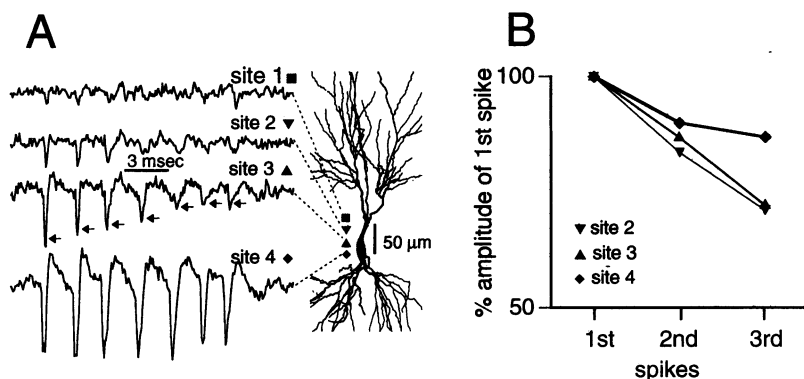 A
site 1 ■
site 2 ▼
3 msec
site 3 ▲
site 4 ◆
50 μm
B
% amplitude of 1st spike
100
50
▼ site 2
▲ site 3
◆ site 4
1st 2nd 3rd
spikes